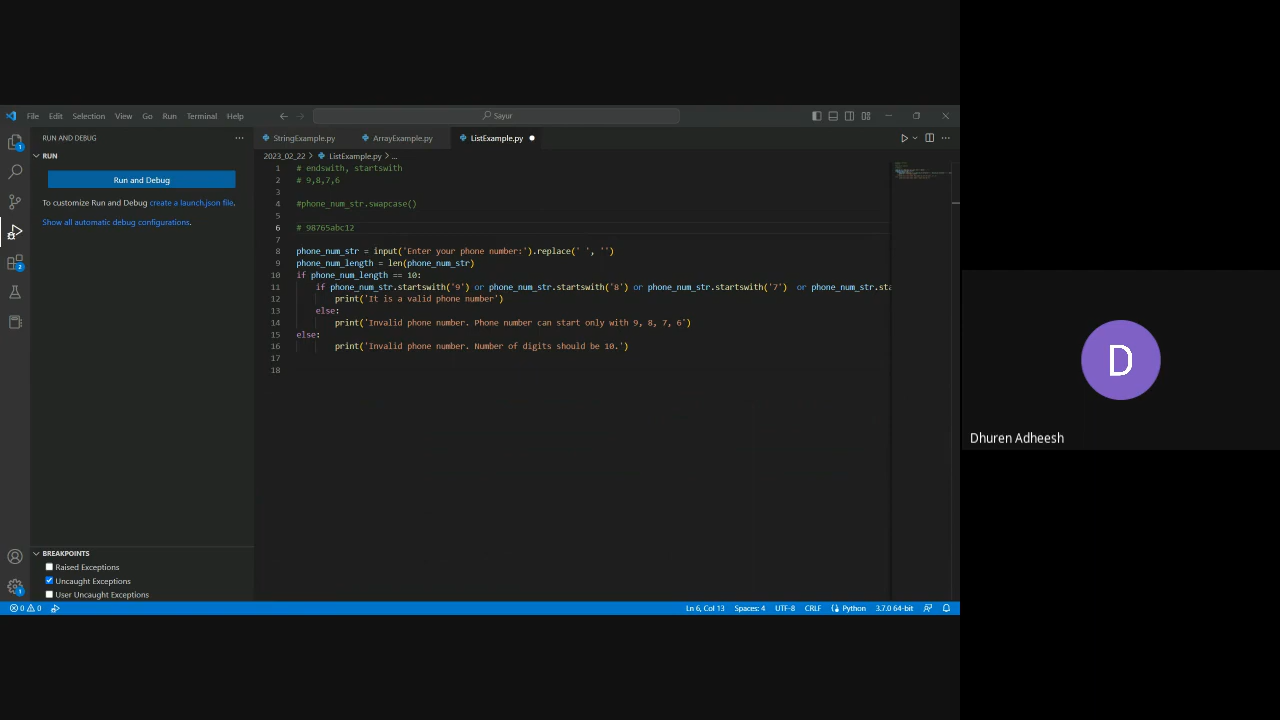 File Edit Selection View Go Run Terminal Help
Sayur
RUN AND DEBUG
StringExample.py ArrayExample.py ListExample.py
RUN
2023_02_22 > ListExample.py > ...
Run and Debug
To customize Run and Debug create a launch.json file.
Show all automatic debug configurations.
1 # endswith, startswith
2 # 9,8,7,6
3
4 #phone_num_str.swapcase()
5
6 # 98765abc12
7
8 phone_num_str = input('Enter your phone number:').replace(' ', '')
9 phone_num_length = len(phone_num_str)
10 if phone_num_length == 10:
11 if phone_num_str.startswith('9') or phone_num_str.startswith('8') or phone_num_str.startswith('7') or phone_num_str.sta
12 print('It is a valid phone number')
13 else:
14 print('Invalid phone number. Phone number can start only with 9, 8, 7, 6')
15 else:
16 print('Invalid phone number. Number of digits should be 10.')
17
18
BREAKPOINTS
Raised Exceptions
Uncaught Exceptions
User Uncaught Exceptions
0 0
Ln 6, Col 13 Spaces: 4 UTF-8 CRLF Python 3.7.0 64-bit
1
2
1
D
Dhuren Adheesh